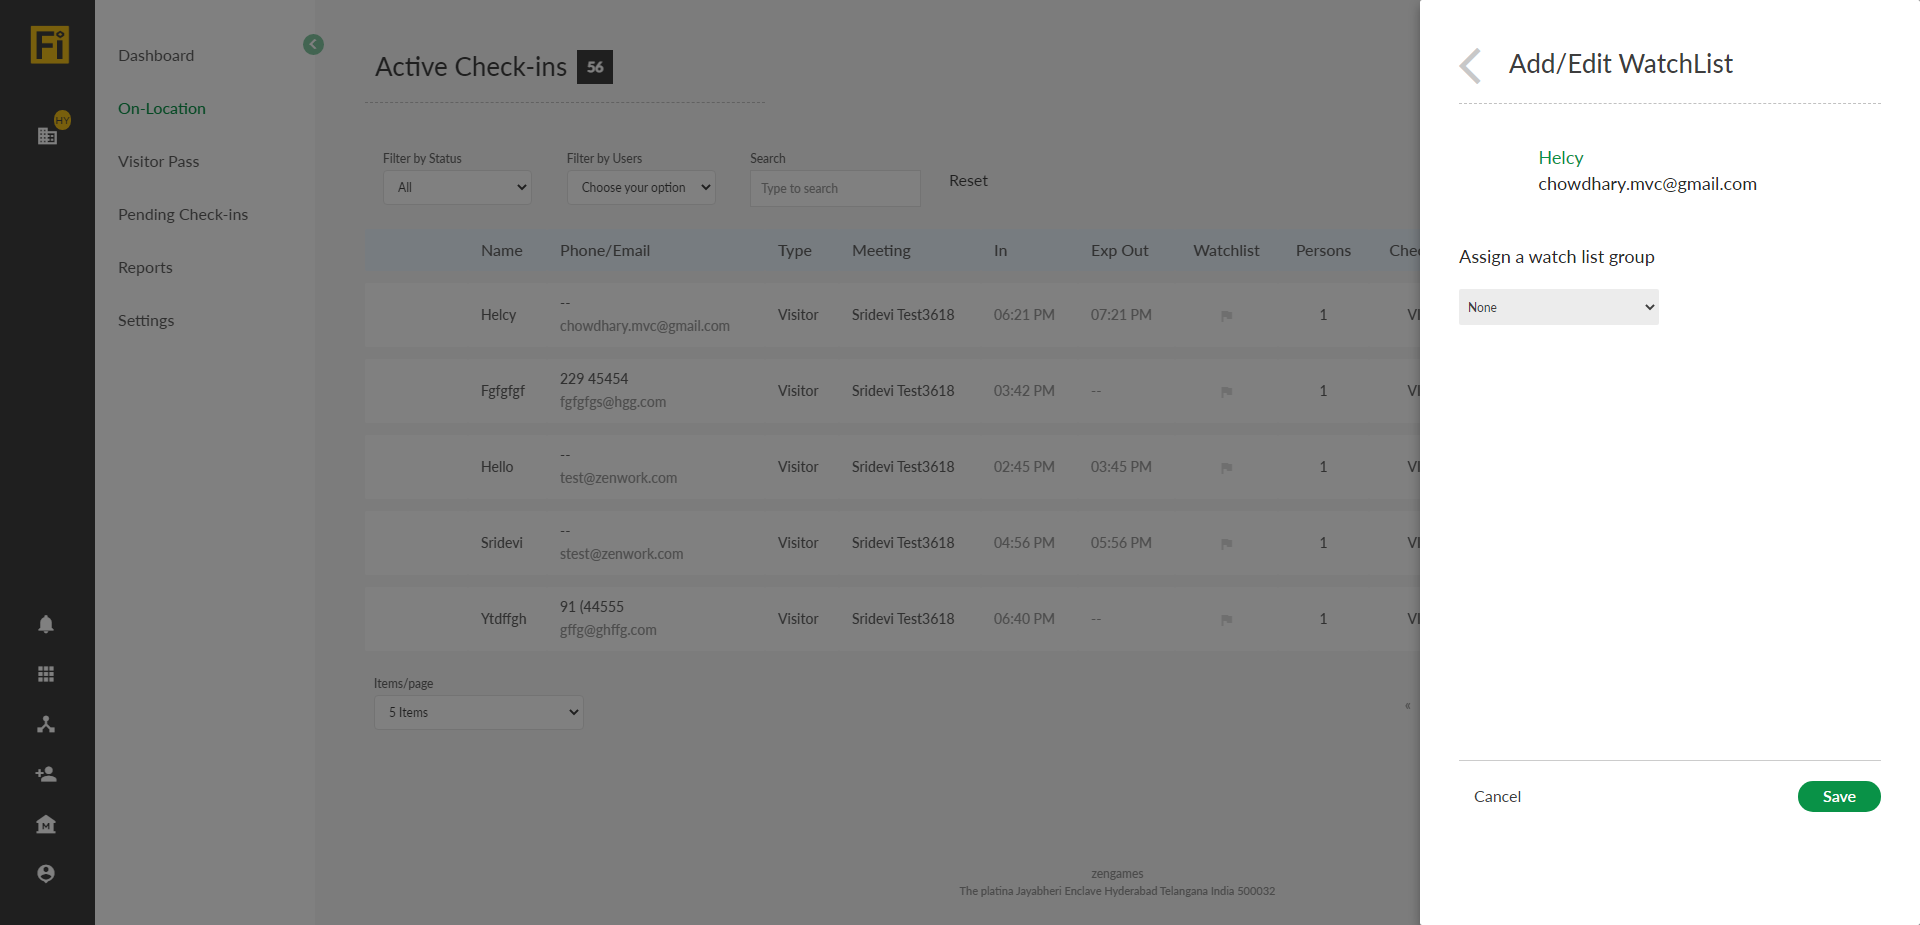 Fi
HY
Dashboard
On-Location
Visitor Pass
Pending Check-ins
Reports
Settings
Active Check-ins 56
Filter by Status
All
Filter by Users
Choose your option
Search
Type to search
Reset
Name Phone/Email Type Meeting In Exp Out Watchlist Persons
Helcy -- chowdhary.mvc@gmail.com Visitor Sridevi Test3618 06:21 PM 07:21 PM 1
Fgfgfgf 229 45454 fgfgfgs@hgg.com Visitor Sridevi Test3618 03:42 PM -- 1
Hello -- test@zenwork.com Visitor Sridevi Test3618 02:45 PM 03:45 PM 1
Sridevi -- stest@zenwork.com Visitor Sridevi Test3618 04:56 PM 05:56 PM 1
Ytdffgh 91 (44555 gffg@ghffg.com Visitor Sridevi Test3618 06:40 PM -- 1
Items/page
5 Items
«
zengames
The platina Jayabheri Enclave Hyderabad Telangana India 500032
Add/Edit WatchList
Helcy
chowdhary.mvc@gmail.com
Assign a watch list group
None
Cancel
Save